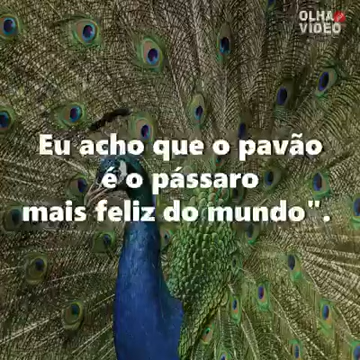 OLHA
VIDEO
Eu acho que o pavão
é o pássaro
mais feliz do mundo".